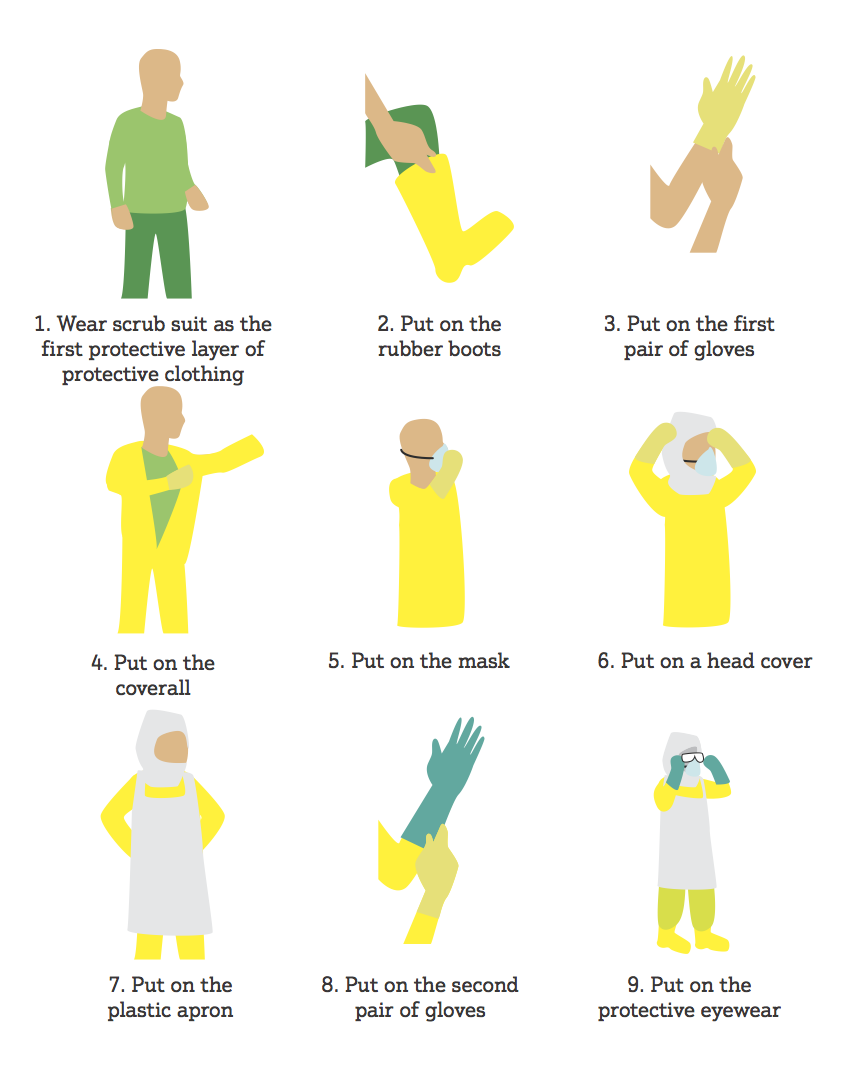 1. Wear scrub suit as the
first protective layer of
protective clothing
2. Put on the
rubber boots
3. Put on the first
pair of gloves
4. Put on the
coverall
5. Put on the mask
6. Put on a head cover
7. Put on the
plastic apron
8. Put on the second
pair of gloves
9. Put on the
protective eyewear